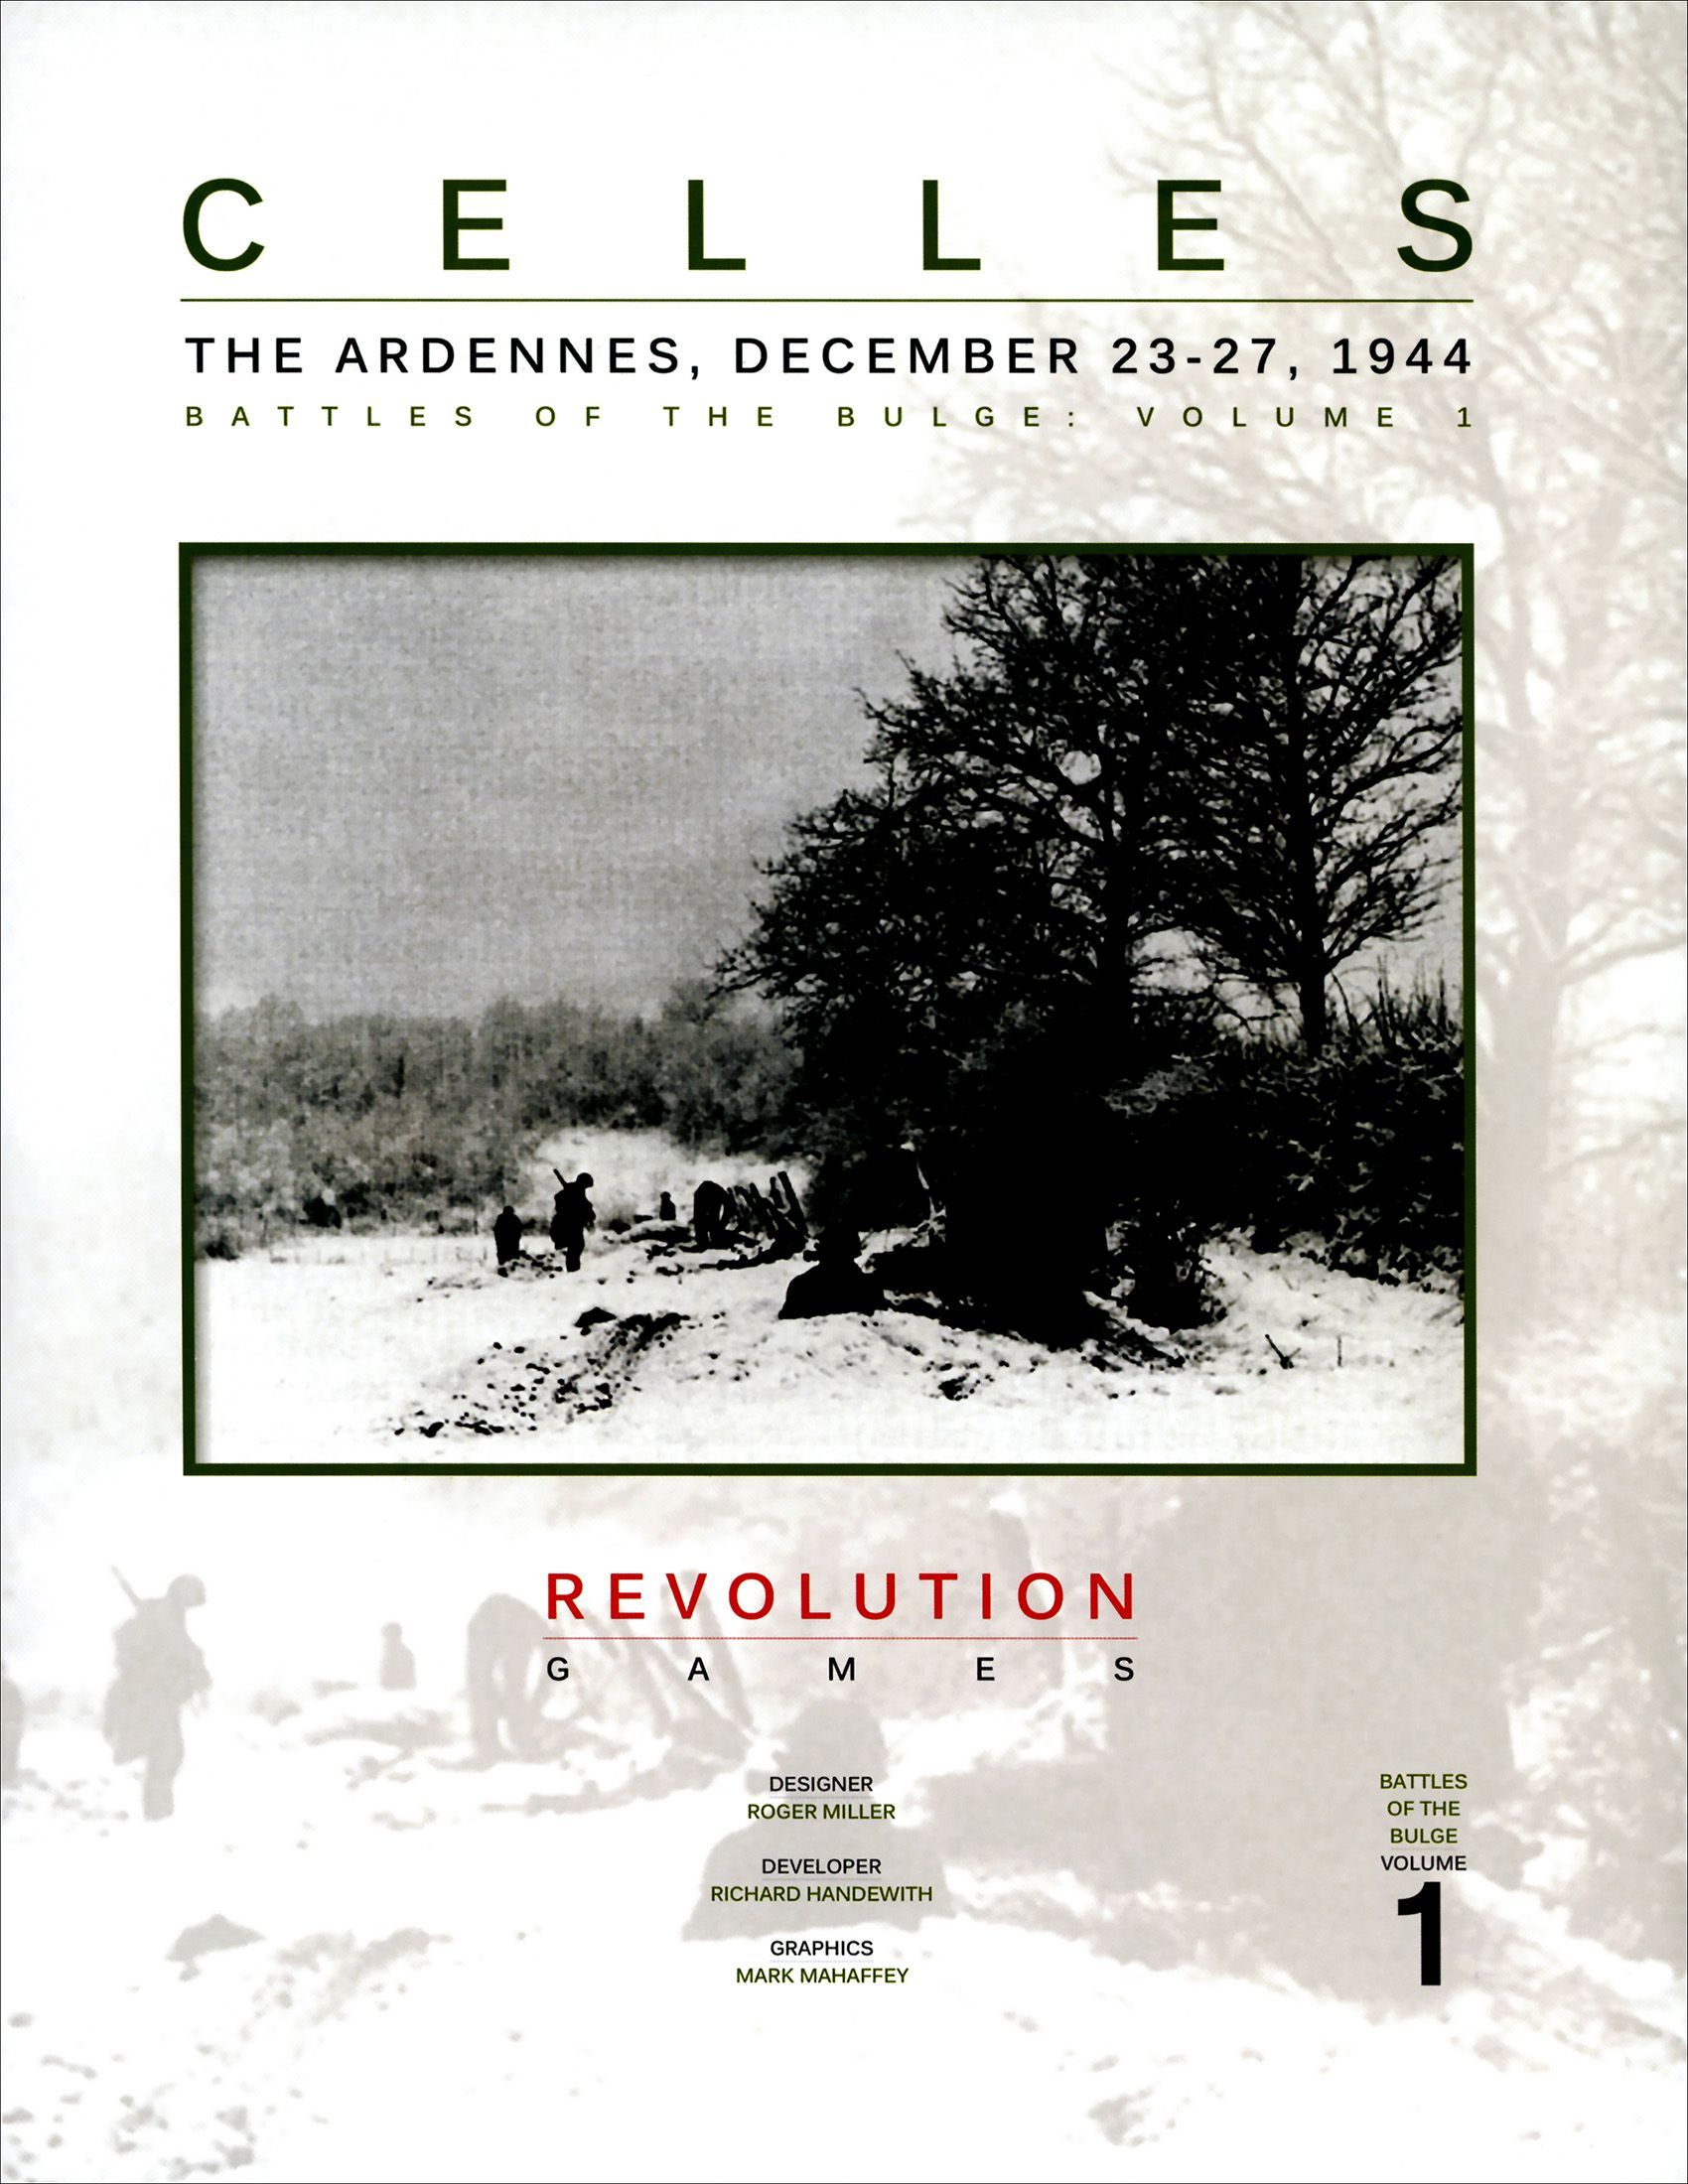 CELLES
THE ARDENNES, DECEMBER 23-27, 1944
BATTLES OF THE BULGE: VOLUME 1
REVOLUTION
GAMES
DESIGNER
ROGER MILLER
DEVELOPER
RICHARD HANDEWITH
GRAPHICS
MARK MAHAFFEY
BATTLES
OF THE
BULGE
VOLUME
1